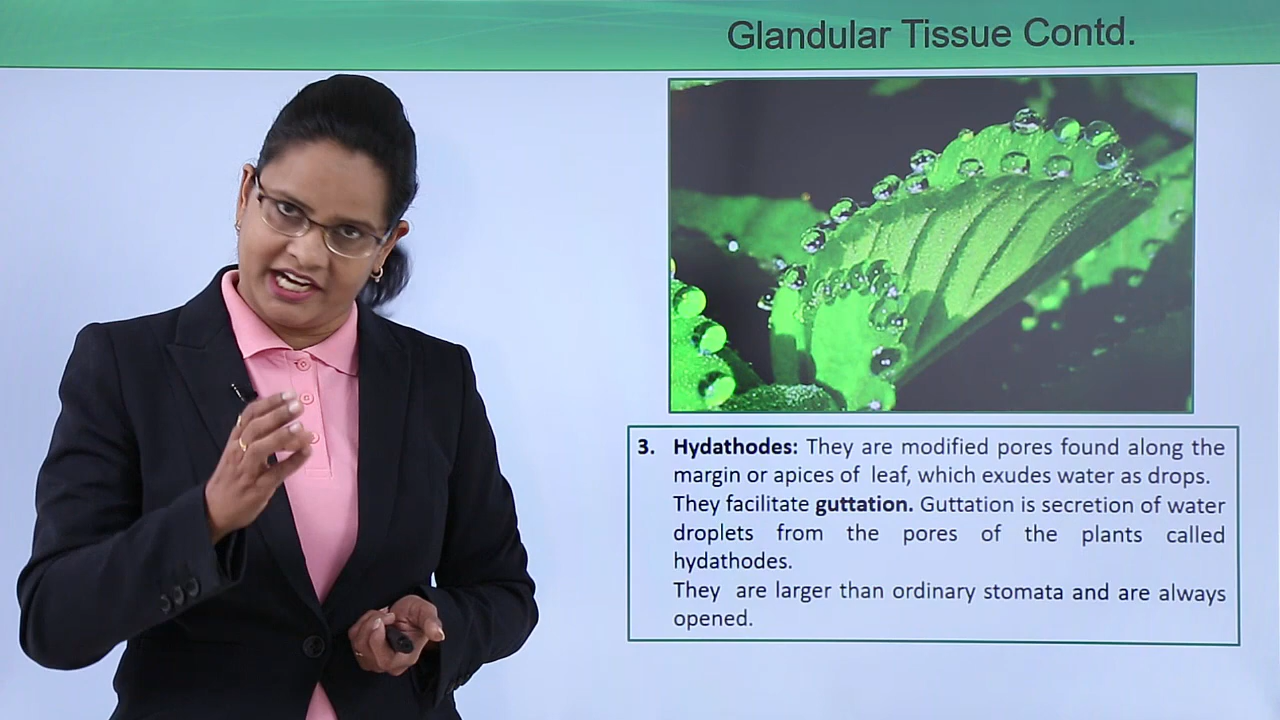 Glandular Tissue Contd.
3. Hydathodes: They are modified pores found along the
margin or apices of leaf, which exudes water as drops.
They facilitate guttation. Guttation is secretion of water
droplets from the pores of the plants called
hydathodes.
They are larger than ordinary stomata and are always
opened.